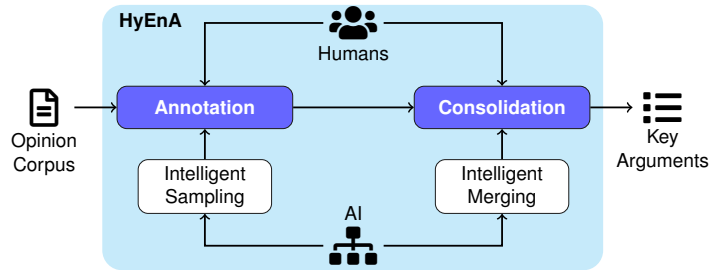 HyEnA
Humans
Opinion
Corpus
Annotation
Consolidation
Key
Arguments
Intelligent
Sampling
Intelligent
Merging
AI